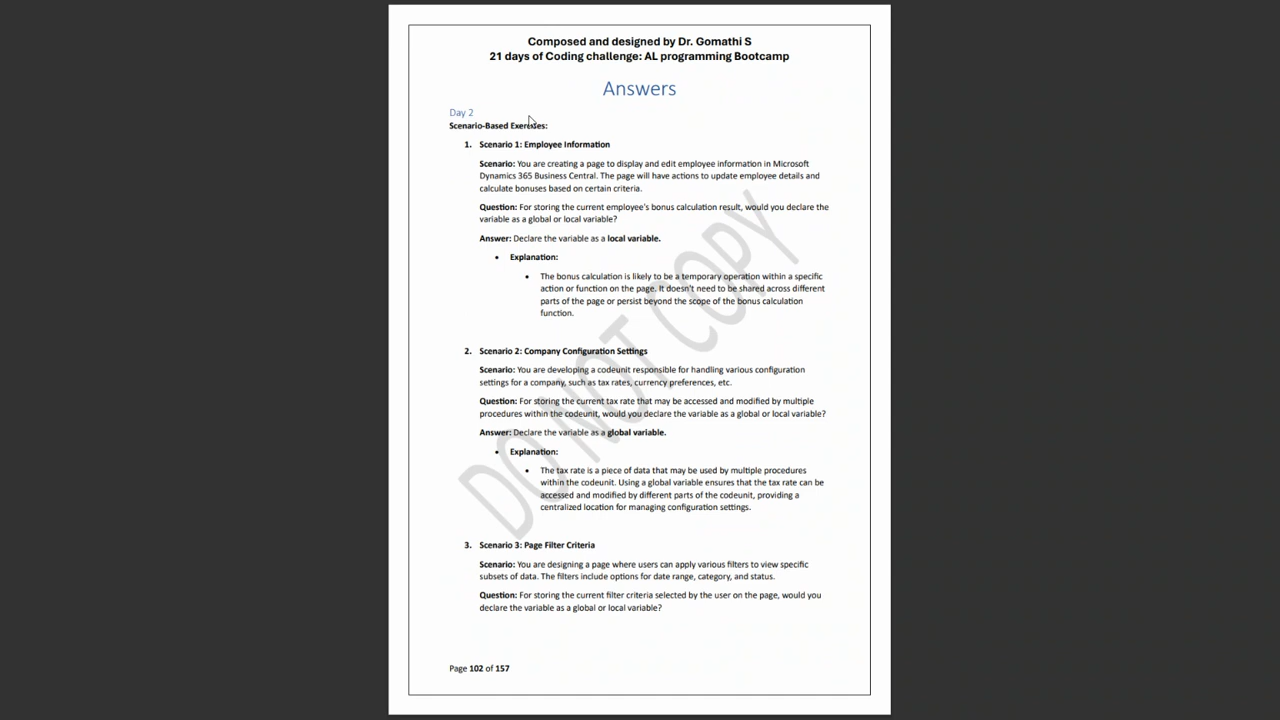 Composed and designed by Dr. Gomathi S
21 days of Coding challenge: AL programming Bootcamp
Answers
Day 2
Scenario-Based Exercises:
1. Scenario 1: Employee Information
Scenario: You are creating a page to display and edit employee information in Microsoft
Dynamics 365 Business Central. The page will have actions to update employee details and
calculate bonuses based on certain criteria.
Question: For storing the current employee's bonus calculation result, would you declare the
variable as a global or local variable?
Answer: Declare the variable as a local variable.
• Explanation:
• The bonus calculation is likely to be a temporary operation within a specific
action or function on the page. It doesn't need to be shared across different
parts of the page or persist beyond the scope of the bonus calculation
function.
2. Scenario 2: Company Configuration Settings
Scenario: You are developing a codeunit responsible for handling various configuration
settings for a company, such as tax rates, currency preferences, etc.
Question: For storing the current tax rate that may be accessed and modified by multiple
procedures within the codeunit, would you declare the variable as a global or local variable?
Answer: Declare the variable as a global variable.
• Explanation:
• The tax rate is a piece of data that may be used by multiple procedures
within the codeunit. Using a global variable ensures that the tax rate can be
accessed and modified by different parts of the codeunit, providing a
centralized location for managing configuration settings.
3. Scenario 3: Page Filter Criteria
Scenario: You are designing a page where users can apply various filters to view specific
subsets of data. The filters include options for date range, category, and status.
Question: For storing the current filter criteria selected by the user on the page, would you
declare the variable as a global or local variable?
Page 102 of 157
DO NOT COPY